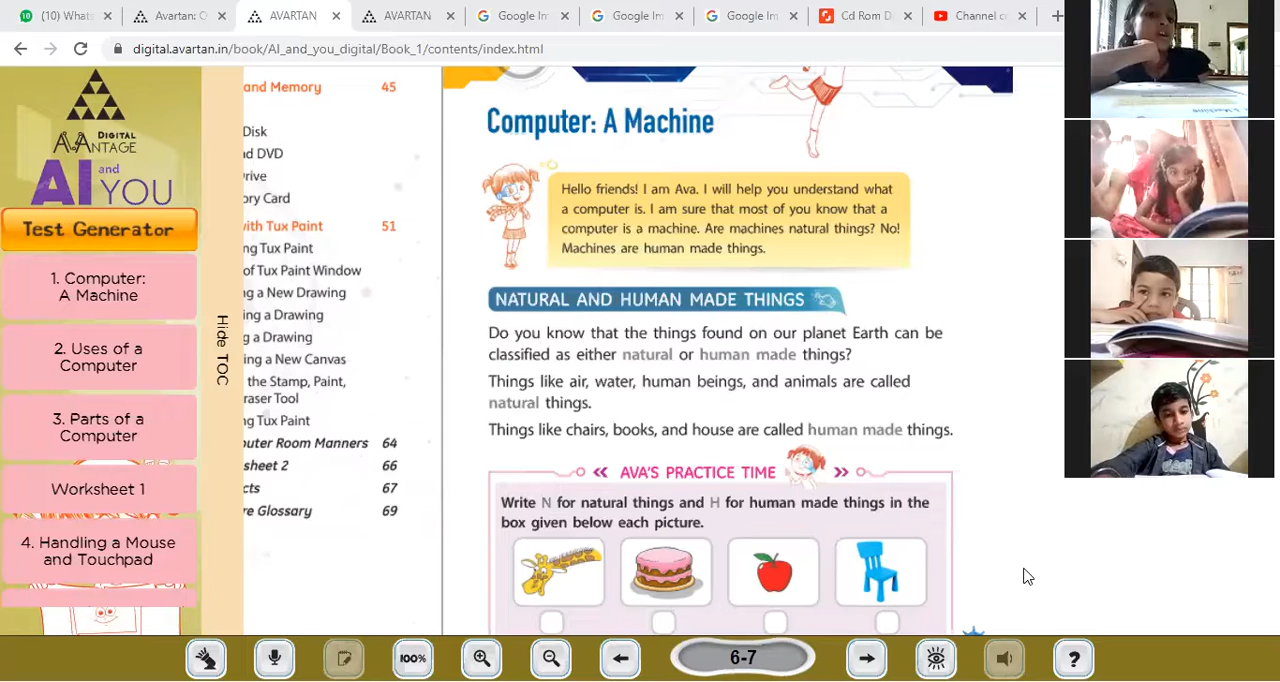 (10) Whats
Avartan: C
AVARTAN
AVARTAN
Google Im
Google Im
Google Im
Cd Rom D
Channel c
digital.avartan.in/book/AI_and_you_digital/Book_1/contents/index.html
DIGITAL
AVANTAGE
AI and YOU
Test Generator
1. Computer:
A Machine
2. Uses of a
Computer
3. Parts of a
Computer
Worksheet 1
4. Handling a Mouse
and Touchpad
Hide TOC
and Memory 45
Disk
d DVD
rive
ory Card
with Tux Paint 51
ng Tux Paint
of Tux Paint Window
g a New Drawing
ing a Drawing
g a Drawing
ing a New Canvas
the Stamp, Paint,
raser Tool
ng Tux Paint
uter Room Manners 64
sheet 2 66
cts 67
re Glossary 69
Computer: A Machine
Hello friends! I am Ava. I will help you understand what
a computer is. I am sure that most of you know that a
computer is a machine. Are machines natural things? No!
Machines are human made things.
NATURAL AND HUMAN MADE THINGS
Do you know that the things found on our planet Earth can be
classified as either natural or human made things?
Things like air, water, human beings, and animals are called
natural things.
Things like chairs, books, and house are called human made things.
AVA'S PRACTICE TIME
Write N for natural things and H for human made things in the
box given below each picture.
100%
6-7
?